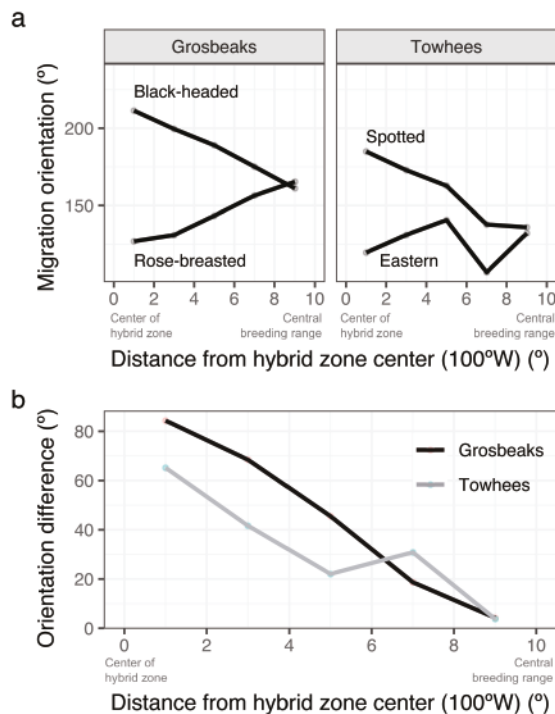 a
Grosbeaks
Towhees
Migration orientation (º)
200
150
Black-headed
Rose-breasted
Spotted
Eastern
0 2 4 6 8 10
0 2 4 6 8 10
Center of
hybrid zone
Central
breeding range
Center of
hybrid zone
Central
breeding range
Distance from hybrid zone center (100ºW) (º)
b
Orientation difference (º)
80
60
40
20
0
Grosbeaks
Towhees
0 2 4 6 8 10
Center of
hybrid zone
Central
breeding range
Distance from hybrid zone center (100ºW) (º)